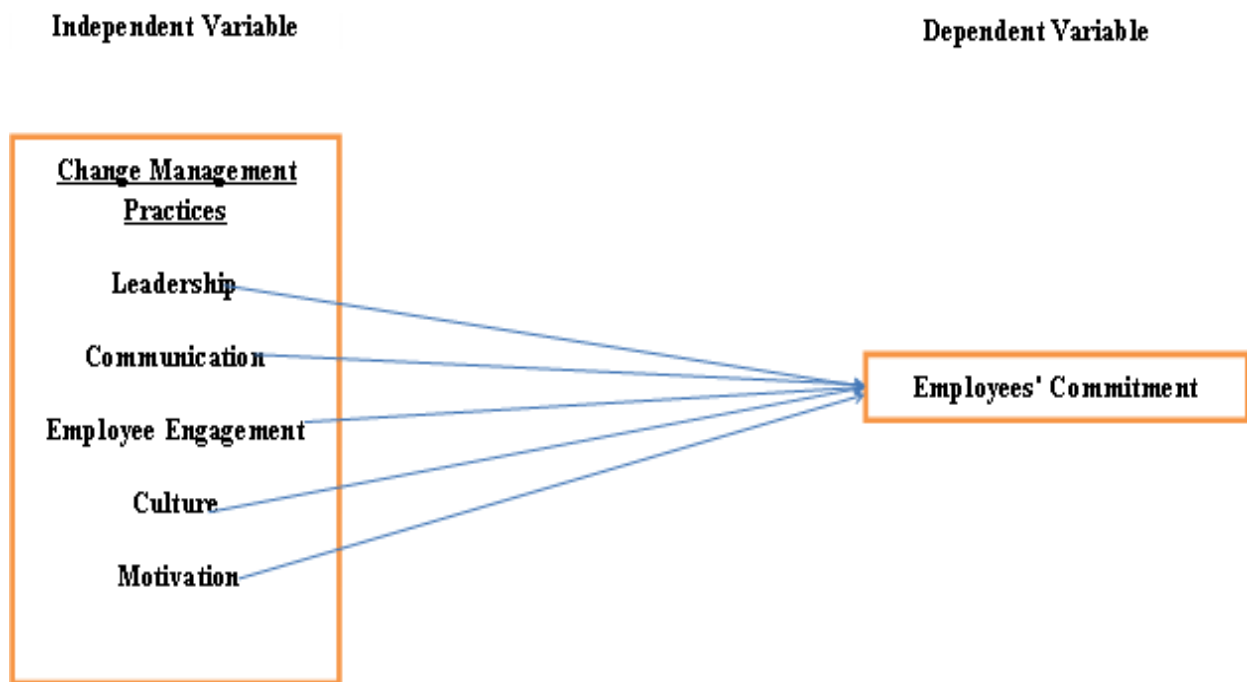 Independent Variable
Dependent Variable
Change Management
Practices
Leadership
Communication
Employee Engagement
Culture
Motivation
Employees' Commitment